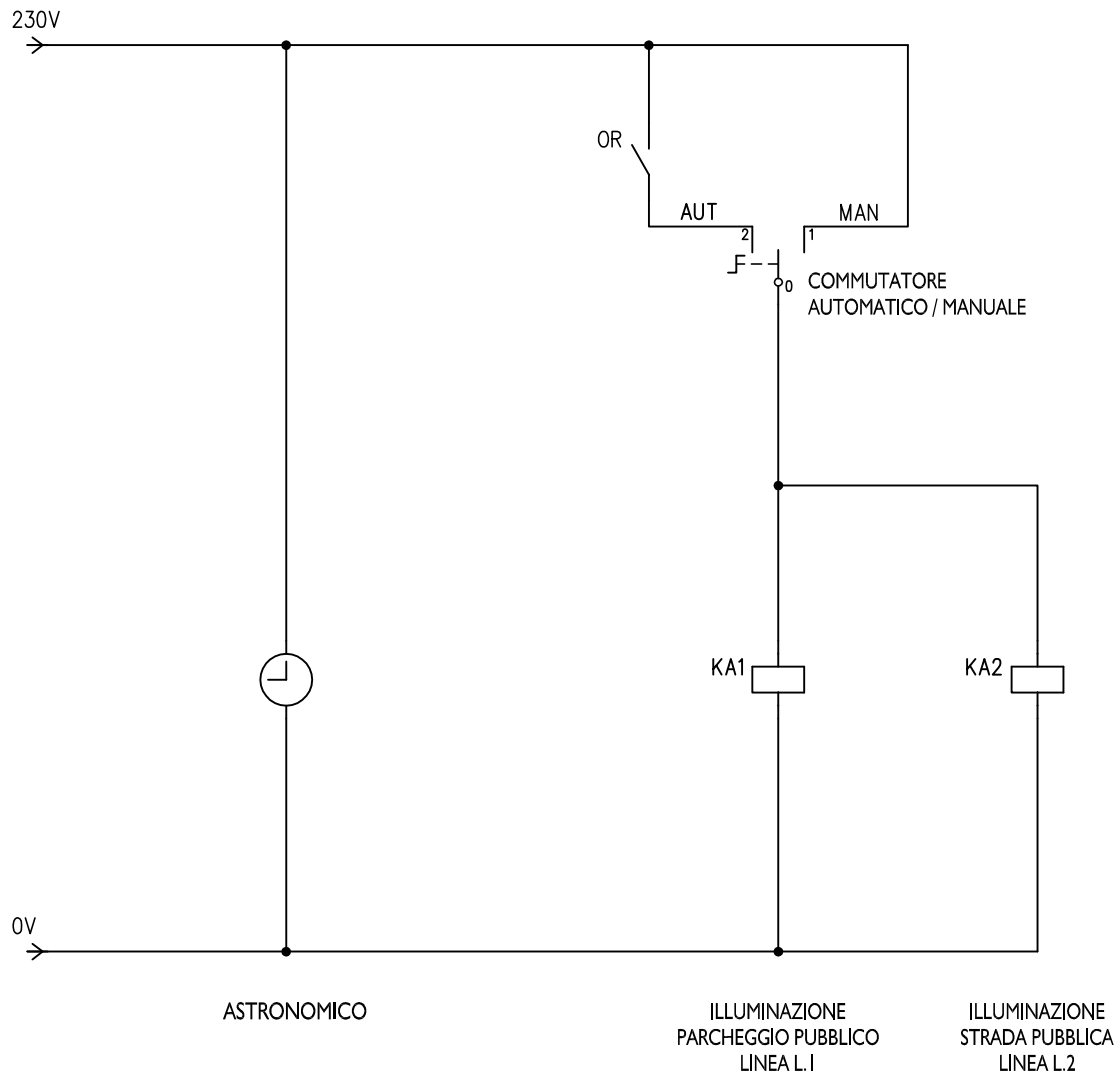 230V
OR
AUT
MAN
2
1
0
COMMUTATORE
AUTOMATICO / MANUALE
KA1
KA2
0V
ASTRONOMICO
ILLUMINAZIONE
PARCHEGGIO PUBBLICO
LINEA L.1
ILLUMINAZIONE
STRADA PUBBLICA
LINEA L.2